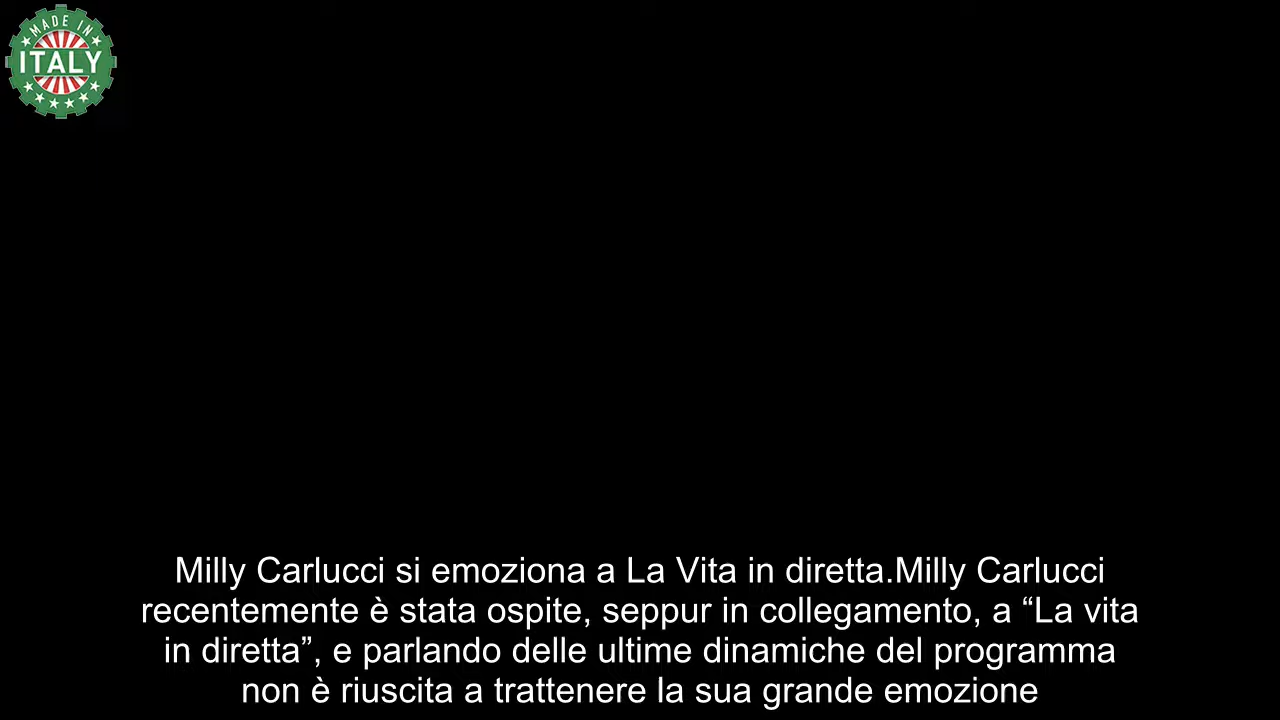 MADE IN
ITALY
Milly Carlucci si emoziona a La Vita in diretta.Milly Carlucci
recentemente è stata ospite, seppur in collegamento, a “La vita
in diretta”, e parlando delle ultime dinamiche del programma
non è riuscita a trattenere la sua grande emozione